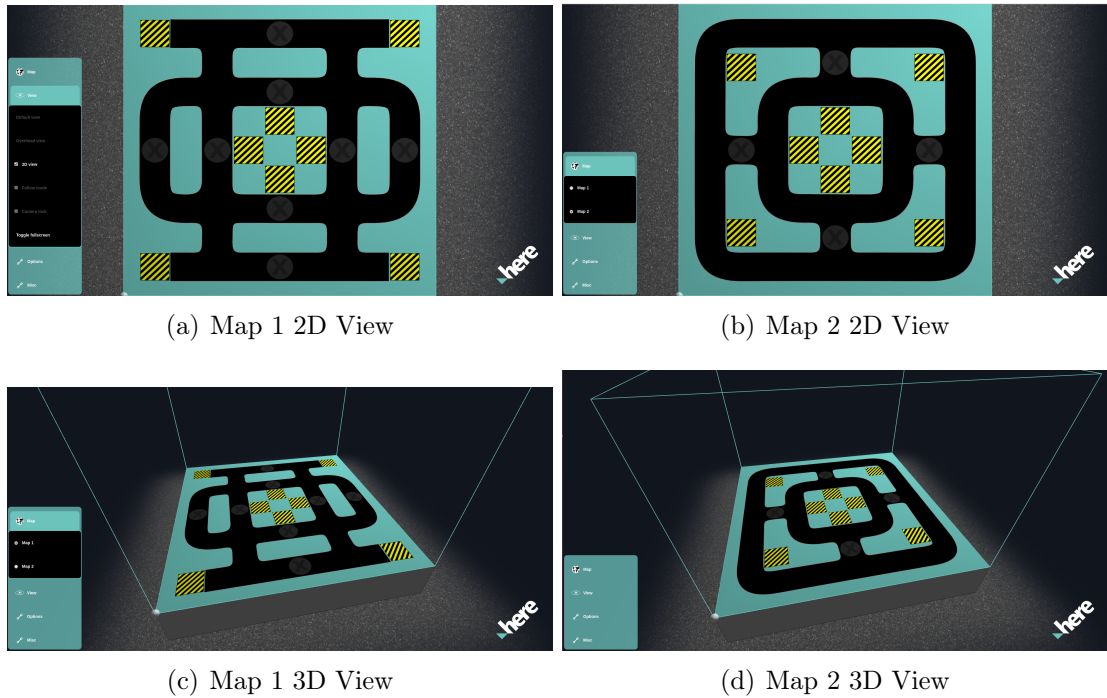 Map
View
Default view
Overhead view
2D view
Follow mode
Camera lock
Toggle fullscreen
Options
Misc
here
(a) Map 1 2D View
Map
Map 1
Map 2
View
Options
Misc
here
(b) Map 2 2D View
Map
Map 1
Map 2
View
Options
Misc
here
(c) Map 1 3D View
Map
View
Options
Misc
here
(d) Map 2 3D View